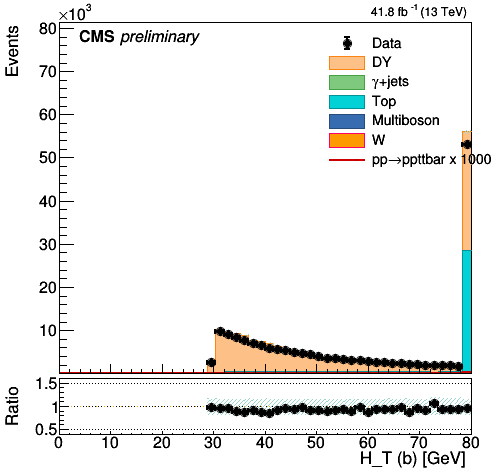 ×10³
41.8 fb⁻¹ (13 TeV)
Events
80
70
60
50
40
30
20
10
CMS preliminary
Data
DY
γ+jets
Top
Multiboson
W
pp→ppttbar x 1000
Ratio
1.5
1
0.5
0 10 20 30 40 50 60 70 80
H_T (b) [GeV]